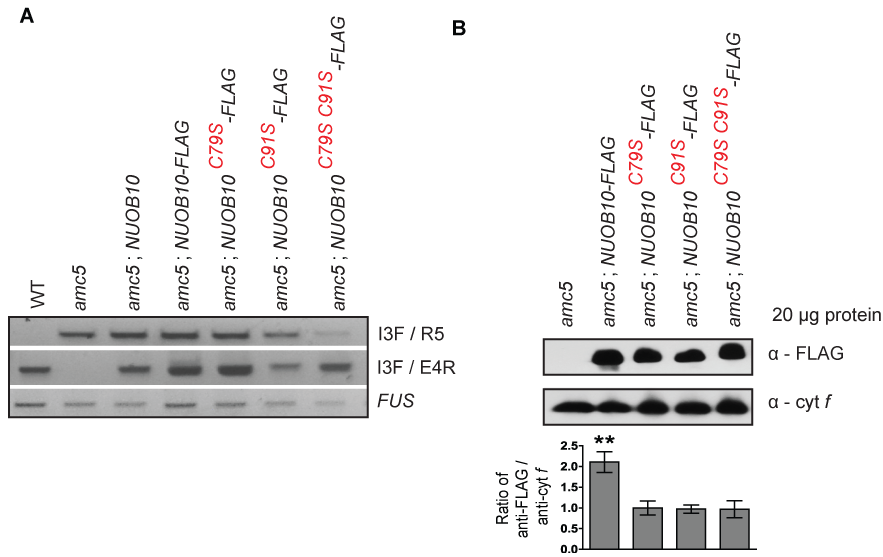 A
WT
amc5
amc5 ; NUOB10
amc5 ; NUOB10-FLAG
amc5 ; NUOB10 C79S-FLAG
amc5 ; NUOB10 C91S-FLAG
amc5 ; NUOB10 C79S C91S-FLAG
I3F / R5
I3F / E4R
FUS
B
amc5
amc5 ; NUOB10-FLAG
amc5 ; NUOB10 C79S-FLAG
amc5 ; NUOB10 C91S-FLAG
amc5 ; NUOB10 C79S C91S-FLAG
20 µg protein
α - FLAG
α - cyt f
Ratio of
anti-FLAG /
anti-cyt f
2.5
2.0
1.5
1.0
0.5
0.0
**